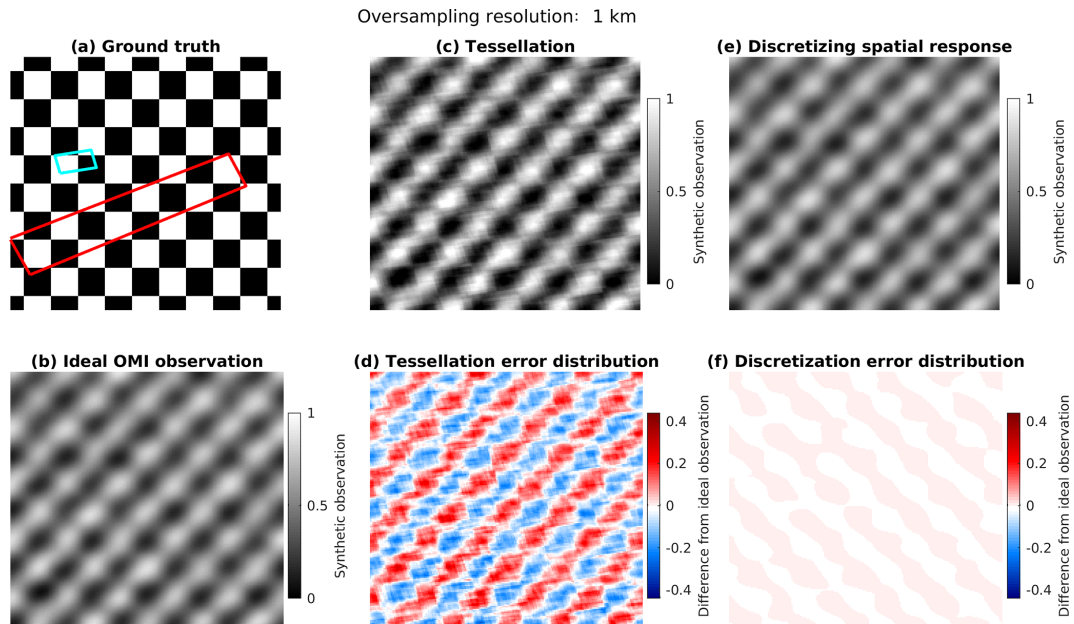 Oversampling resolution: 1 km
(a) Ground truth
(c) Tessellation
1
0.5
0
Synthetic observation
(e) Discretizing spatial response
1
0.5
0
Synthetic observation
(b) Ideal OMI observation
1
0.5
0
Synthetic observation
(d) Tessellation error distribution
0.4
0.2
0
-0.2
-0.4
Difference from ideal observation
(f) Discretization error distribution
0.4
0.2
0
-0.2
-0.4
Difference from ideal observation